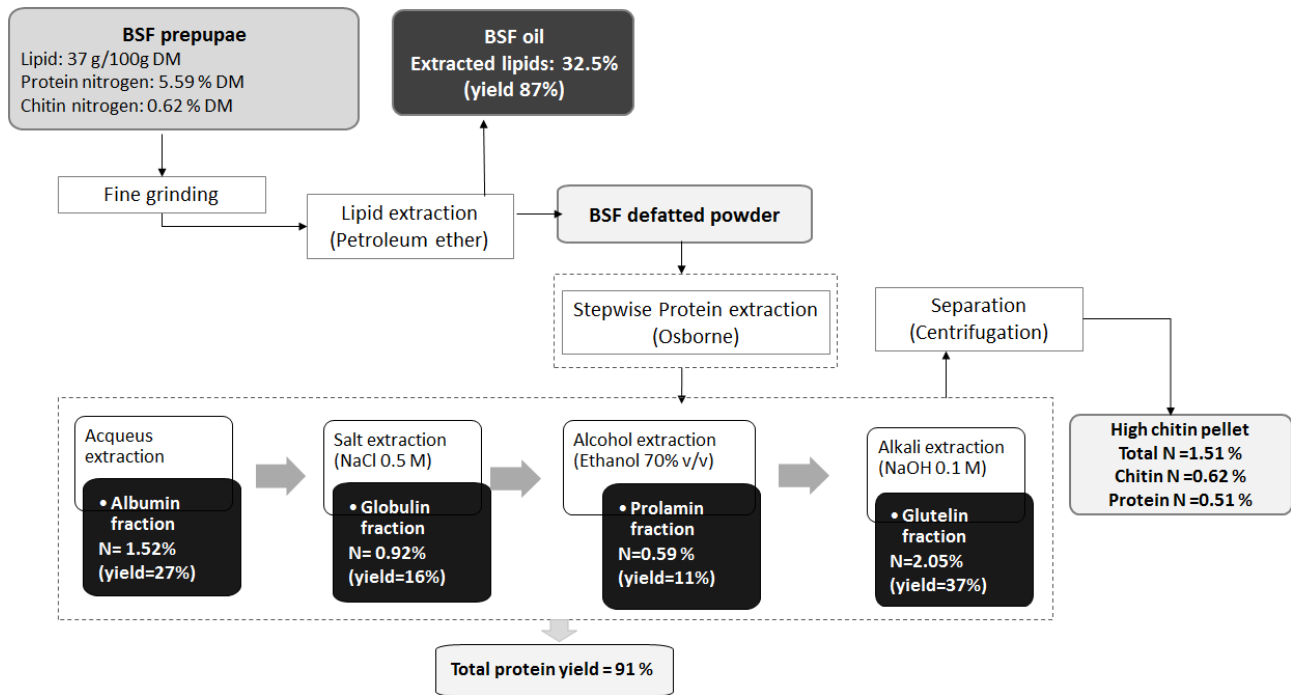 BSF prepupae
Lipid: 37 g/100g DM
Protein nitrogen: 5.59 % DM
Chitin nitrogen: 0.62 % DM
BSF oil
Extracted lipids: 32.5%
(yield 87%)
Fine grinding
Lipid extraction
(Petroleum ether)
BSF defatted powder
Stepwise Protein extraction
(Osborne)
Separation
(Centrifugation)
Acqueus
extraction
• Albumin
fraction
N= 1.52%
(yield=27%)
Salt extraction
(NaCl 0.5 M)
• Globulin
fraction
N= 0.92%
(yield=16%)
Alcohol extraction
(Ethanol 70% v/v)
• Prolamin
fraction
N=0.59 %
(yield=11%)
Alkali extraction
(NaOH 0.1 M)
• Glutelin
fraction
N=2.05%
(yield=37%)
High chitin pellet
Total N =1.51 %
Chitin N =0.62 %
Protein N =0.51 %
Total protein yield = 91 %